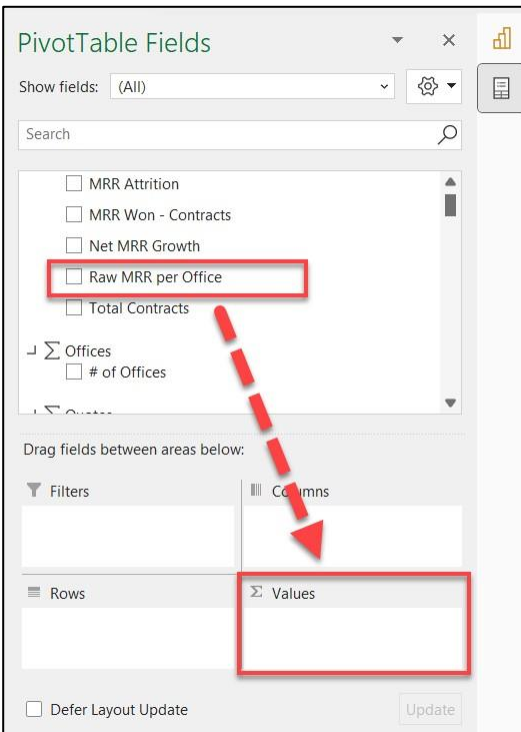 PivotTable Fields
Show fields: (All)
Search
MRR Attrition
MRR Won - Contracts
Net MRR Growth
Raw MRR per Office
Total Contracts
Σ Offices
# of Offices
Drag fields between areas below:
Filters
Columns
Rows
Σ Values
Defer Layout Update
Update